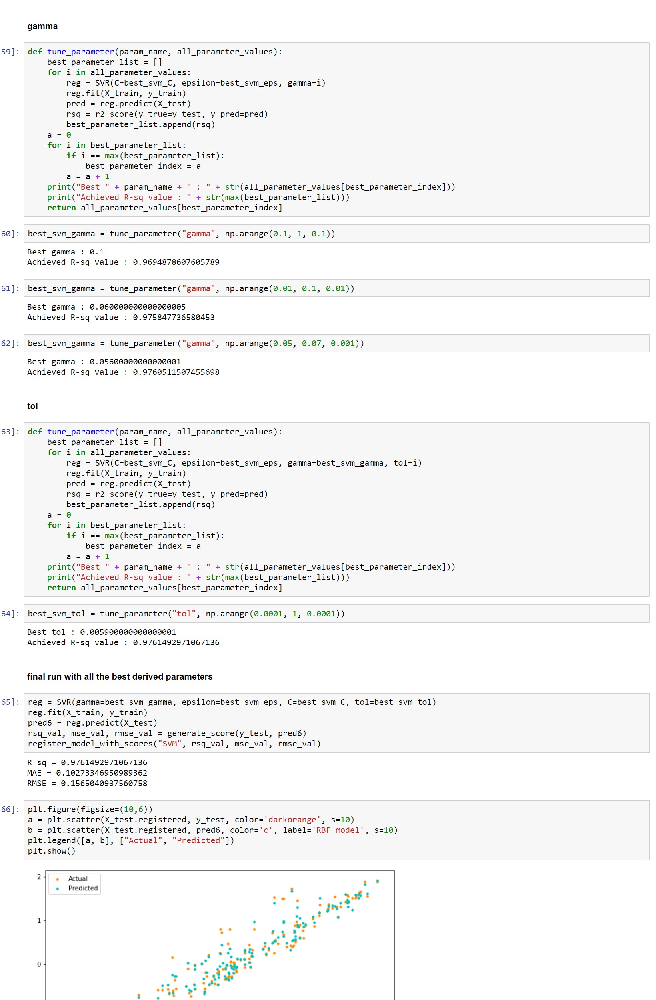 gamma
59]:
def tune_parameter(param_name, all_parameter_values):
    best_parameter_list = []
    for i in all_parameter_values:
        reg = SVR(C=best_svm_C, epsilon=best_svm_eps, gamma=i)
        reg.fit(X_train, y_train)
        pred = reg.predict(X_test)
        rsq = r2_score(y_true=y_test, y_pred=pred)
        best_parameter_list.append(rsq)
    a = 0
    for i in best_parameter_list:
        if i == max(best_parameter_list):
            best_parameter_index = a
        a = a + 1
    print("Best " + param_name + " : " + str(all_parameter_values[best_parameter_index]))
    print("Achieved R-sq value : " + str(max(best_parameter_list)))
    return all_parameter_values[best_parameter_index]
60]:
best_svm_gamma = tune_parameter("gamma", np.arange(0.1, 1, 0.1))
Best gamma : 0.1
Achieved R-sq value : 0.9694878607605789
61]:
best_svm_gamma = tune_parameter("gamma", np.arange(0.01, 0.1, 0.01))
Best gamma : 0.060000000000000005
Achieved R-sq value : 0.975847736580453
62]:
best_svm_gamma = tune_parameter("gamma", np.arange(0.05, 0.07, 0.001))
Best gamma : 0.05600000000000001
Achieved R-sq value : 0.9760511507455698
tol
63]:
def tune_parameter(param_name, all_parameter_values):
    best_parameter_list = []
    for i in all_parameter_values:
        reg = SVR(C=best_svm_C, epsilon=best_svm_eps, gamma=best_svm_gamma, tol=i)
        reg.fit(X_train, y_train)
        pred = reg.predict(X_test)
        rsq = r2_score(y_true=y_test, y_pred=pred)
        best_parameter_list.append(rsq)
    a = 0
    for i in best_parameter_list:
        if i == max(best_parameter_list):
            best_parameter_index = a
        a = a + 1
    print("Best " + param_name + " : " + str(all_parameter_values[best_parameter_index]))
    print("Achieved R-sq value : " + str(max(best_parameter_list)))
    return all_parameter_values[best_parameter_index]
64]:
best_svm_tol = tune_parameter("tol", np.arange(0.0001, 1, 0.0001))
Best tol : 0.005900000000000001
Achieved R-sq value : 0.9761492971067136
final run with all the best derived parameters
65]:
reg = SVR(gamma=best_svm_gamma, epsilon=best_svm_eps, C=best_svm_C, tol=best_svm_tol)
reg.fit(X_train, y_train)
pred6 = reg.predict(X_test)
rsq_val, mse_val, rmse_val = generate_score(y_test, pred6)
register_model_with_scores("SVM", rsq_val, mse_val, rmse_val)
R sq = 0.9761492971067136
MAE = 0.10273346950989362
RMSE = 0.1565040937560758
66]:
plt.figure(figsize=(10,6))
a = plt.scatter(X_test.registered, y_test, color='darkorange', s=10)
b = plt.scatter(X_test.registered, pred6, color='c', label='RBF model', s=10)
plt.legend([a, b], ["Actual", "Predicted"])
plt.show()
2
Actual
Predicted
1
0